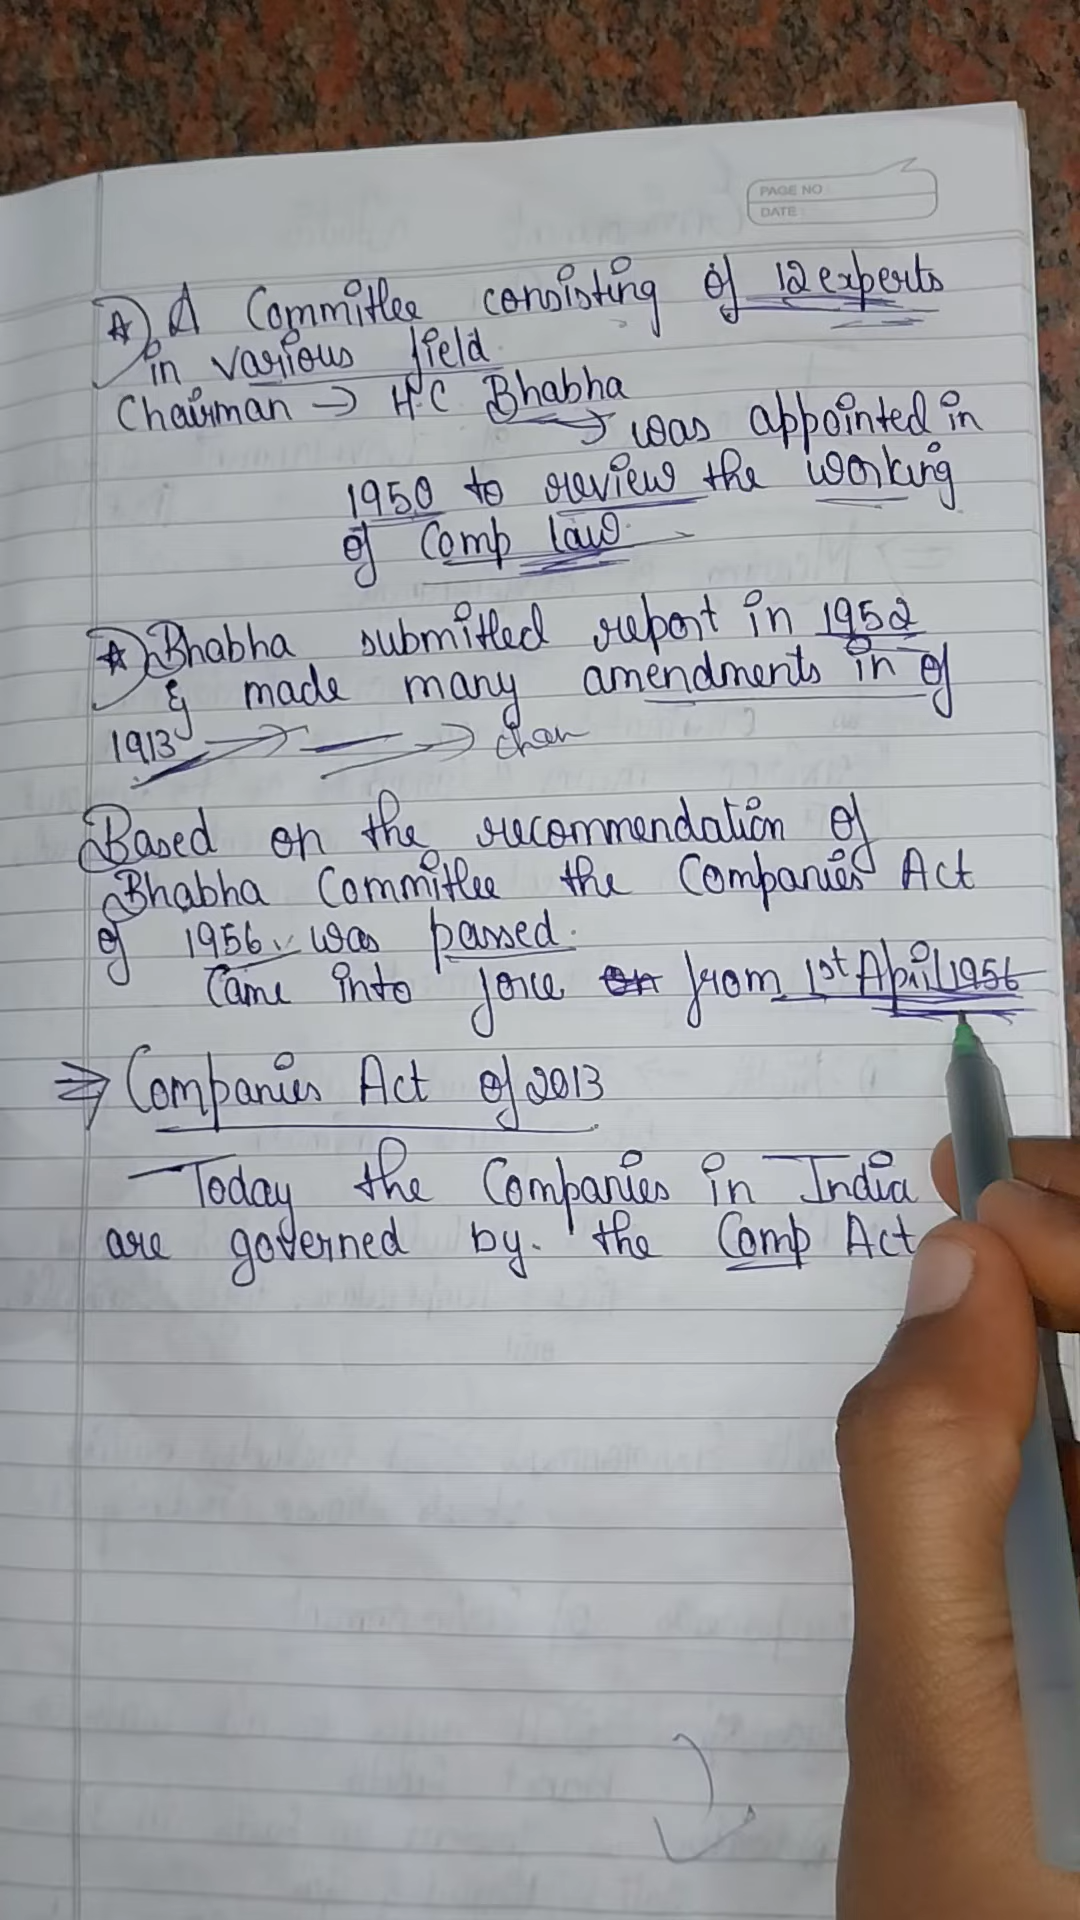 PAGE NO
DATE
A Committee consisting of 12 experts
in various field
Chairman → H.C Bhabha
→ was appointed in
1950 to review the working
of Comp law
Bhabha submitted report in 1952
& made many amendments in of
1913 → → chan
Based on the recommendation of
Bhabha Committee the Companies Act
of 1956 was passed.
Came into force from 1st April 1956
⇒ Companies Act of 2013
Today the Companies in India
are governed by the Comp Act